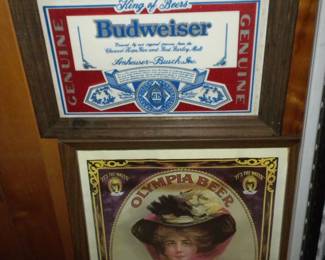 King of Beers
Budweiser
GENUINE
GENUINE
Brewed by our original process from the
Choicest Hops, Rice and Best Barley Malt
Anheuser-Busch, Inc.
"IT'S THE WATER"
"IT'S THE WATER"
OLYMPIA BEER